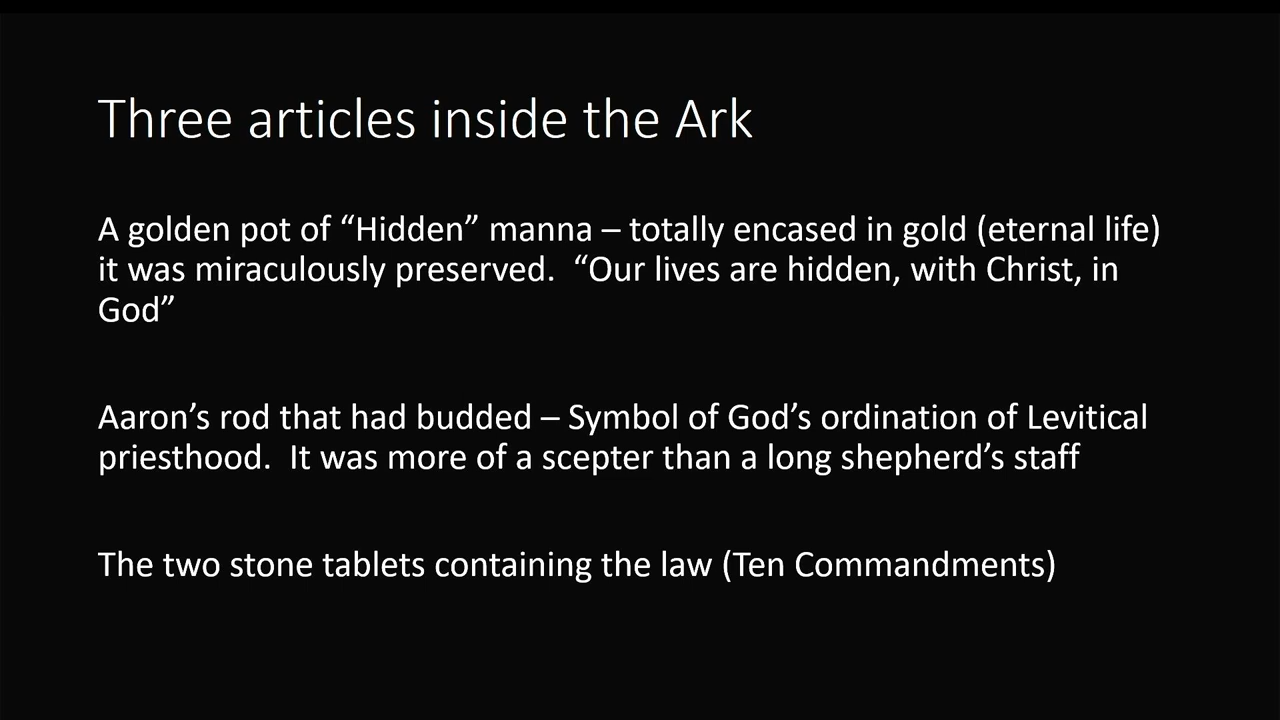 Three articles inside the Ark
A golden pot of “Hidden” manna – totally encased in gold (eternal life)
it was miraculously preserved.  “Our lives are hidden, with Christ, in
God”
Aaron’s rod that had budded – Symbol of God’s ordination of Levitical
priesthood.  It was more of a scepter than a long shepherd’s staff
The two stone tablets containing the law (Ten Commandments)